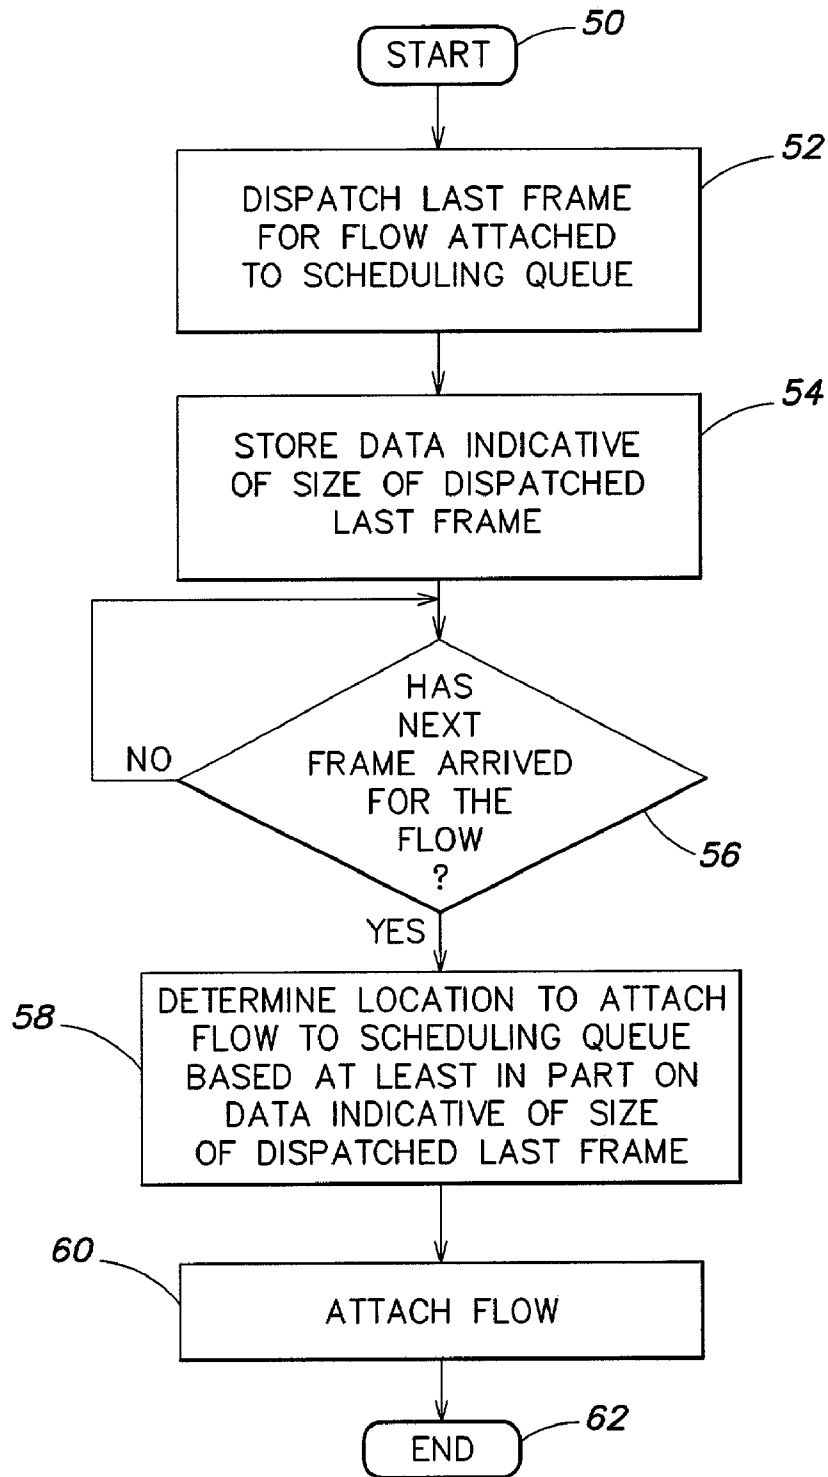 START
50
DISPATCH LAST FRAME
FOR FLOW ATTACHED
TO SCHEDULING QUEUE
52
STORE DATA INDICATIVE
OF SIZE OF DISPATCHED
LAST FRAME
54
HAS
NEXT
FRAME ARRIVED
FOR THE
FLOW
?
NO
56
YES
58
DETERMINE LOCATION TO ATTACH
FLOW TO SCHEDULING QUEUE
BASED AT LEAST IN PART ON
DATA INDICATIVE OF SIZE
OF DISPATCHED LAST FRAME
60
ATTACH FLOW
END
62